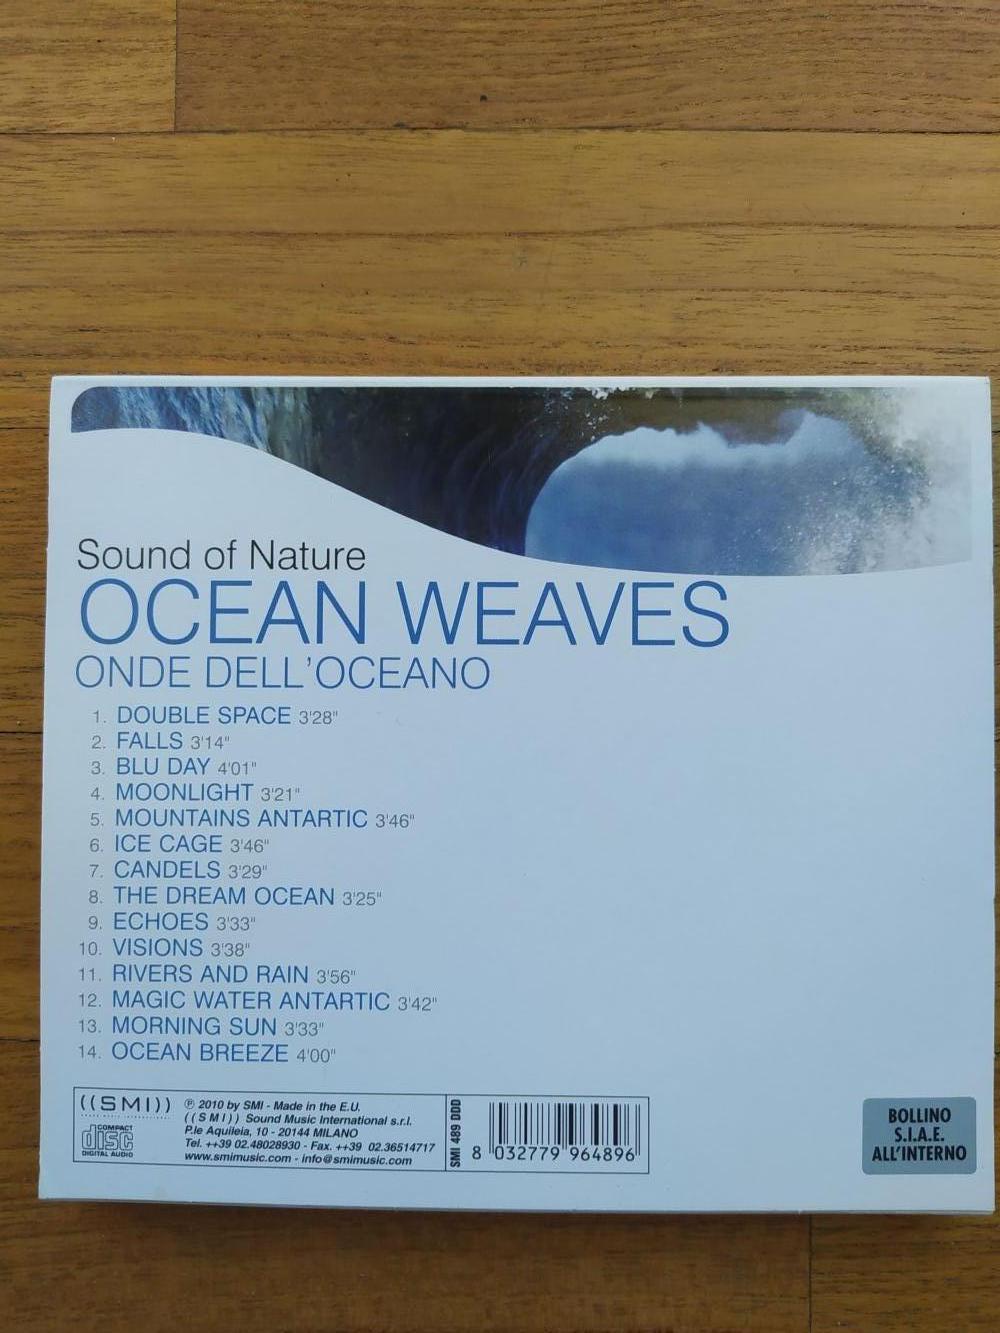 Sound of Nature
OCEAN WEAVES
ONDE DELL'OCEANO
1. DOUBLE SPACE 3'28"
2. FALLS 3'14"
3. BLU DAY 4'01"
4. MOONLIGHT 3'21"
5. MOUNTAINS ANTARTIC 3'46"
6. ICE CAGE 3'46"
7. CANDELS 3'29"
8. THE DREAM OCEAN 3'25"
9. ECHOES 3'33"
10. VISIONS 3'38"
11. RIVERS AND RAIN 3'56"
12. MAGIC WATER ANTARTIC 3'42"
13. MORNING SUN 3'33"
14. OCEAN BREEZE 4'00"
((SMI))
COMPACT
disc
DIGITAL AUDIO
℗ 2010 by SMI - Made in the E.U.
((SMI)) Sound Music International s.r.l.
P.le Aquileia, 10 - 20144 MILANO
Tel. ++39 02.48028930 - Fax. ++39 02.36514717
www.smimusic.com - info@smimusic.com
SMI 489 DDD
8 032779 964896
BOLLINO
S.I.A.E.
ALL'INTERNO